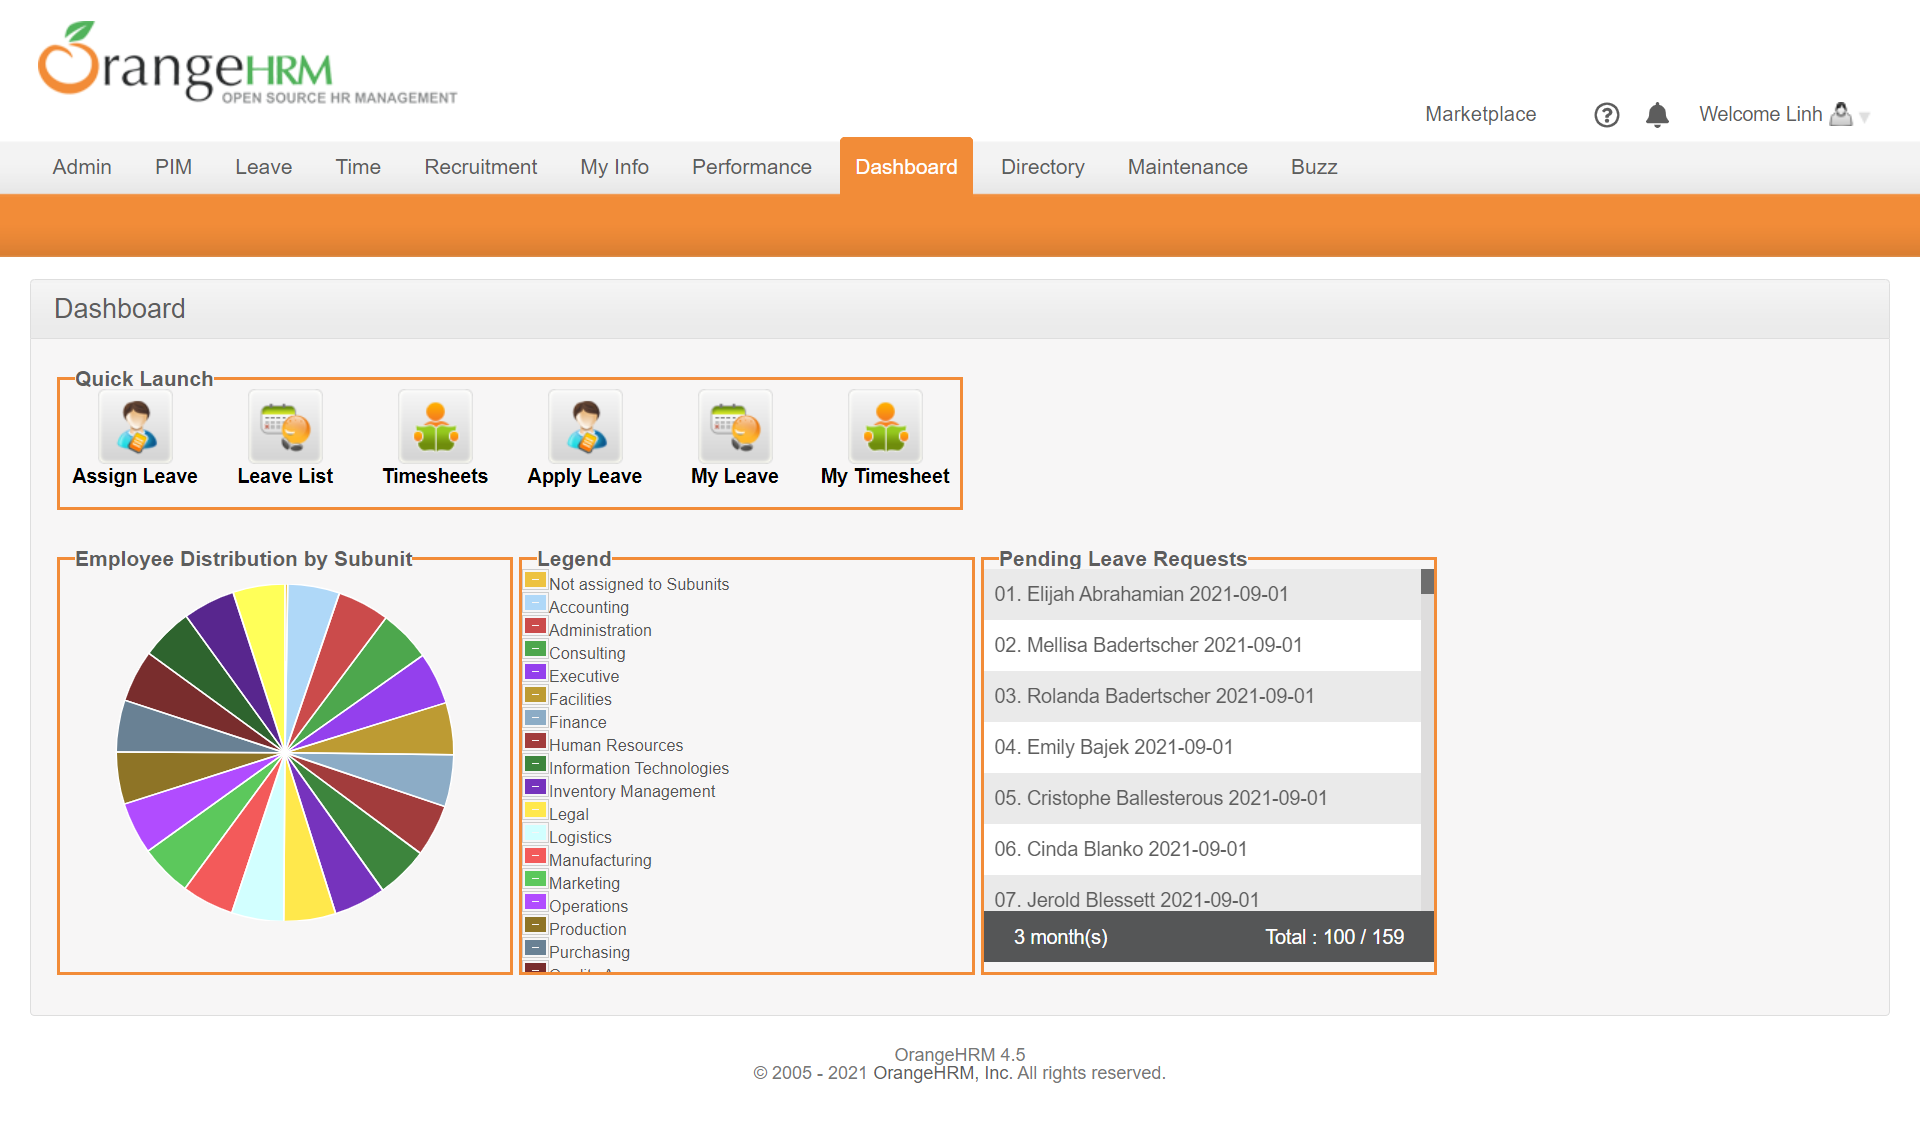 OrangeHRM
OPEN SOURCE HR MANAGEMENT
Marketplace
Welcome Linh
Admin PIM Leave Time Recruitment My Info Performance Dashboard Directory Maintenance Buzz
Dashboard
Quick Launch
Assign Leave Leave List Timesheets Apply Leave My Leave My Timesheet
Employee Distribution by Subunit
Legend
Not assigned to Subunits
Accounting
Administration
Consulting
Executive
Facilities
Finance
Human Resources
Information Technologies
Inventory Management
Legal
Logistics
Manufacturing
Marketing
Operations
Production
Purchasing
Pending Leave Requests
01. Elijah Abrahamian 2021-09-01
02. Mellisa Badertscher 2021-09-01
03. Rolanda Badertscher 2021-09-01
04. Emily Bajek 2021-09-01
05. Cristophe Ballesterous 2021-09-01
06. Cinda Blanko 2021-09-01
07. Jerold Blessett 2021-09-01
3 month(s) Total : 100 / 159
OrangeHRM 4.5
© 2005 - 2021 OrangeHRM, Inc. All rights reserved.